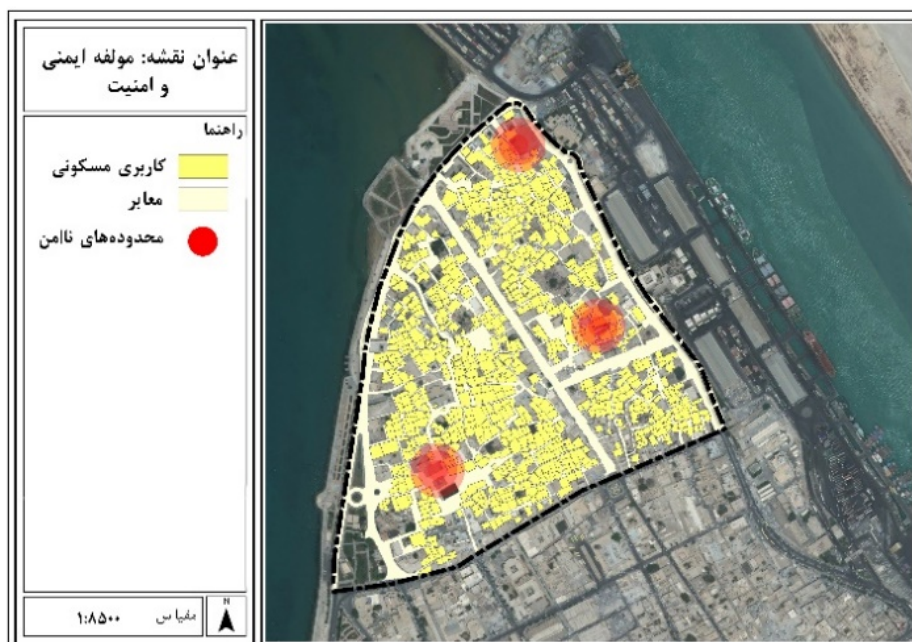 عنوان نقشه: مولفه ایمنی
و امنیت
راهنما
کاربری مسکونی
معابر
محدوده‌های ناامن
مقیاس
۱:۸۵۰۰
N